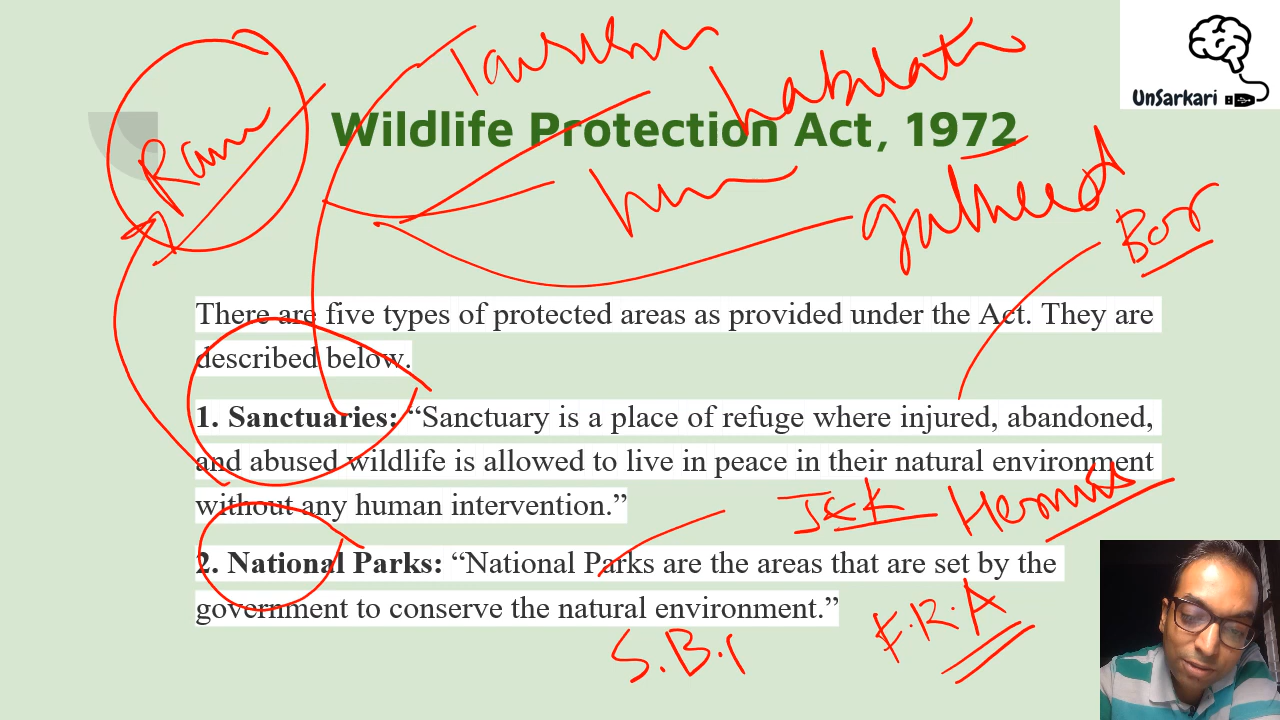 UnSarkari
Wildlife Protection Act, 1972
Bor
There are five types of protected areas as provided under the Act. They are
described below.
1. Sanctuaries: “Sanctuary is a place of refuge where injured, abandoned,
and abused wildlife is allowed to live in peace in their natural environment
without any human intervention.”
J&K
2. National Parks: “National Parks are the areas that are set by the
government to conserve the natural environment.”
F.R.A